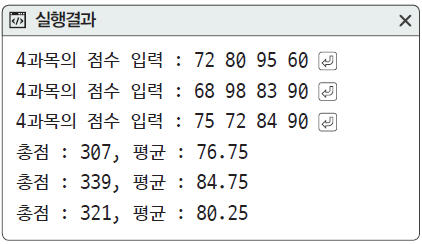 실행결과
4과목의 점수 입력 : 72 80 95 60
4과목의 점수 입력 : 68 98 83 90
4과목의 점수 입력 : 75 72 84 90
총점 : 307, 평균 : 76.75
총점 : 339, 평균 : 84.75
총점 : 321, 평균 : 80.25